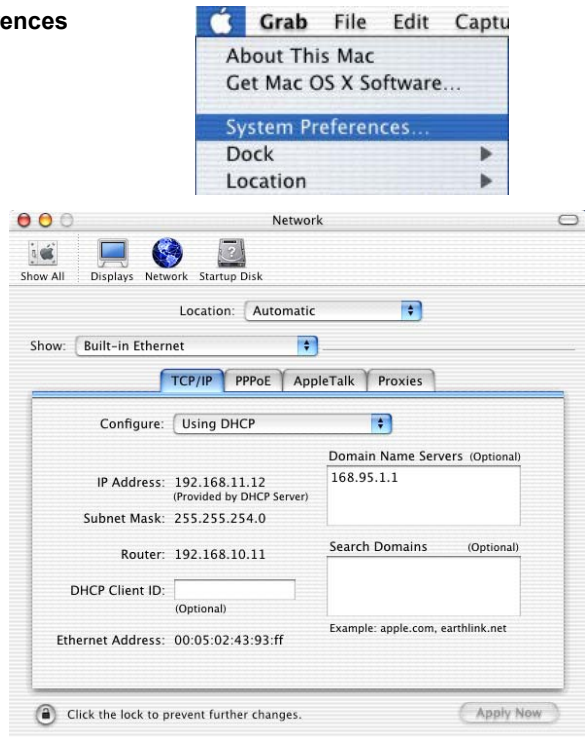 ences
Grab File Edit Captu
About This Mac
Get Mac OS X Software...
System Preferences...
Dock
Location
Network
Show All Displays Network Startup Disk
Location: Automatic
Show: Built-in Ethernet
TCP/IP PPPoE AppleTalk Proxies
Configure: Using DHCP
Domain Name Servers (Optional)
IP Address: 192.168.11.12 168.95.1.1
(Provided by DHCP Server)
Subnet Mask: 255.255.254.0
Router: 192.168.10.11 Search Domains (Optional)
DHCP Client ID:
(Optional)
Example: apple.com, earthlink.net
Ethernet Address: 00:05:02:43:93:ff
Click the lock to prevent further changes. Apply Now